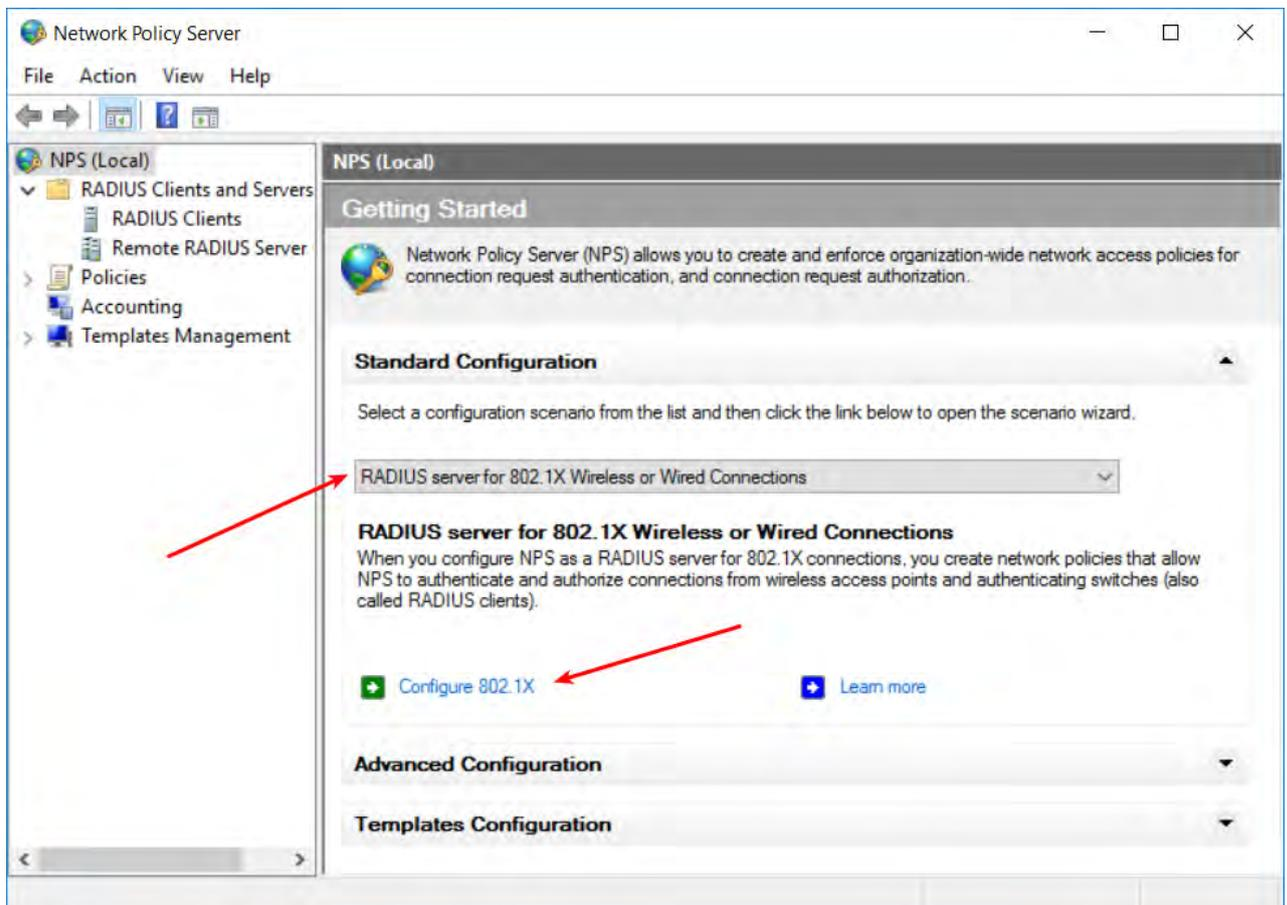 Network Policy Server
File Action View Help
NPS (Local)
RADIUS Clients and Servers
RADIUS Clients
Remote RADIUS Server
Policies
Accounting
Templates Management
NPS (Local)
Getting Started
Network Policy Server (NPS) allows you to create and enforce organization-wide network access policies for
connection request authentication, and connection request authorization.
Standard Configuration
Select a configuration scenario from the list and then click the link below to open the scenario wizard.
RADIUS server for 802.1X Wireless or Wired Connections
RADIUS server for 802.1X Wireless or Wired Connections
When you configure NPS as a RADIUS server for 802.1X connections, you create network policies that allow
NPS to authenticate and authorize connections from wireless access points and authenticating switches (also
called RADIUS clients).
Configure 802.1X
Learn more
Advanced Configuration
Templates Configuration